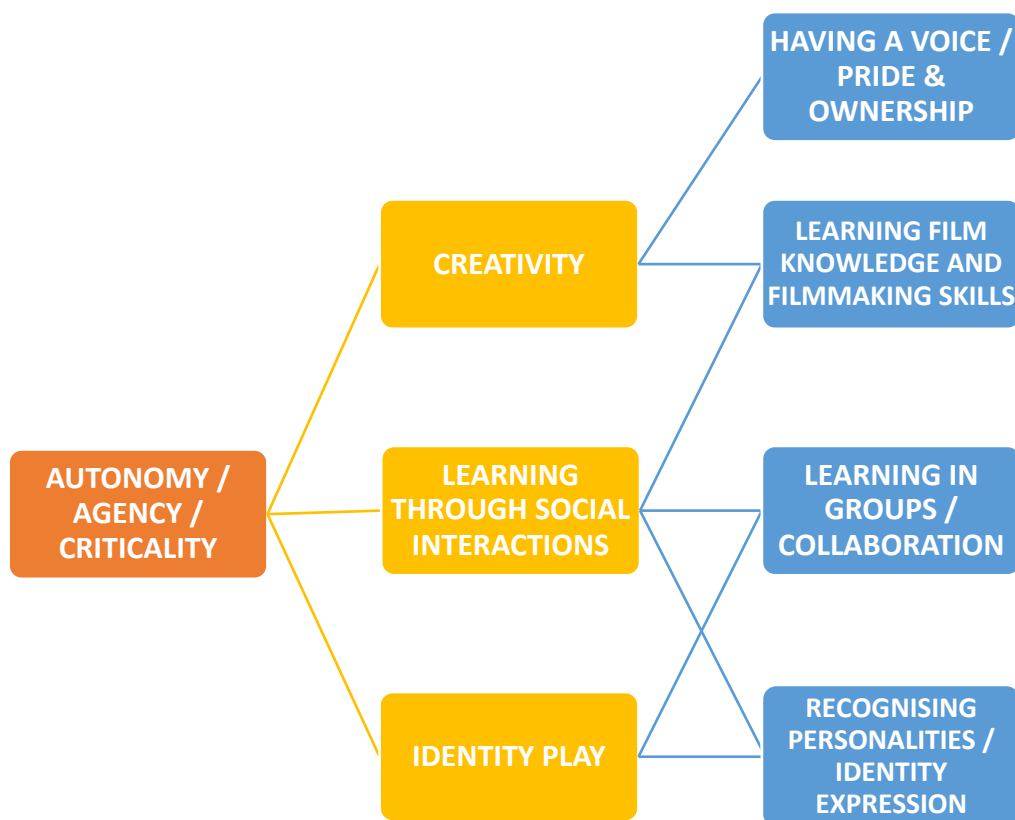 HAVING A VOICE /
PRIDE &
OWNERSHIP
CREATIVITY
LEARNING FILM
KNOWLEDGE AND
FILMMAKING SKILLS
AUTONOMY /
AGENCY /
CRITICALITY
LEARNING
THROUGH SOCIAL
INTERACTIONS
LEARNING IN
GROUPS /
COLLABORATION
IDENTITY PLAY
RECOGNISING
PERSONALITIES /
IDENTITY
EXPRESSION